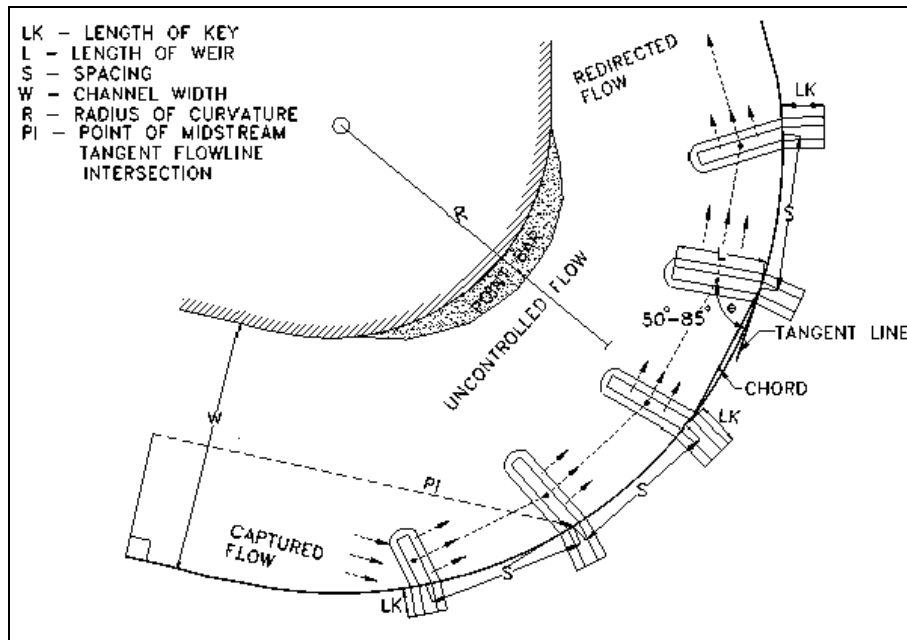 LK - LENGTH OF KEY
L - LENGTH OF WEIR
S - SPACING
W - CHANNEL WIDTH
R - RADIUS OF CURVATURE
PI - POINT OF MIDSTREAM
TANGENT FLOWLINE
INTERSECTION
REDIRECTED
FLOW
LK
R
S
POINT BAR
L
UNCONTROLLED FLOW
50°-85°
Θ
TANGENT LINE
CHORD
LK
W
PI
S
CAPTURED
FLOW
S
LK